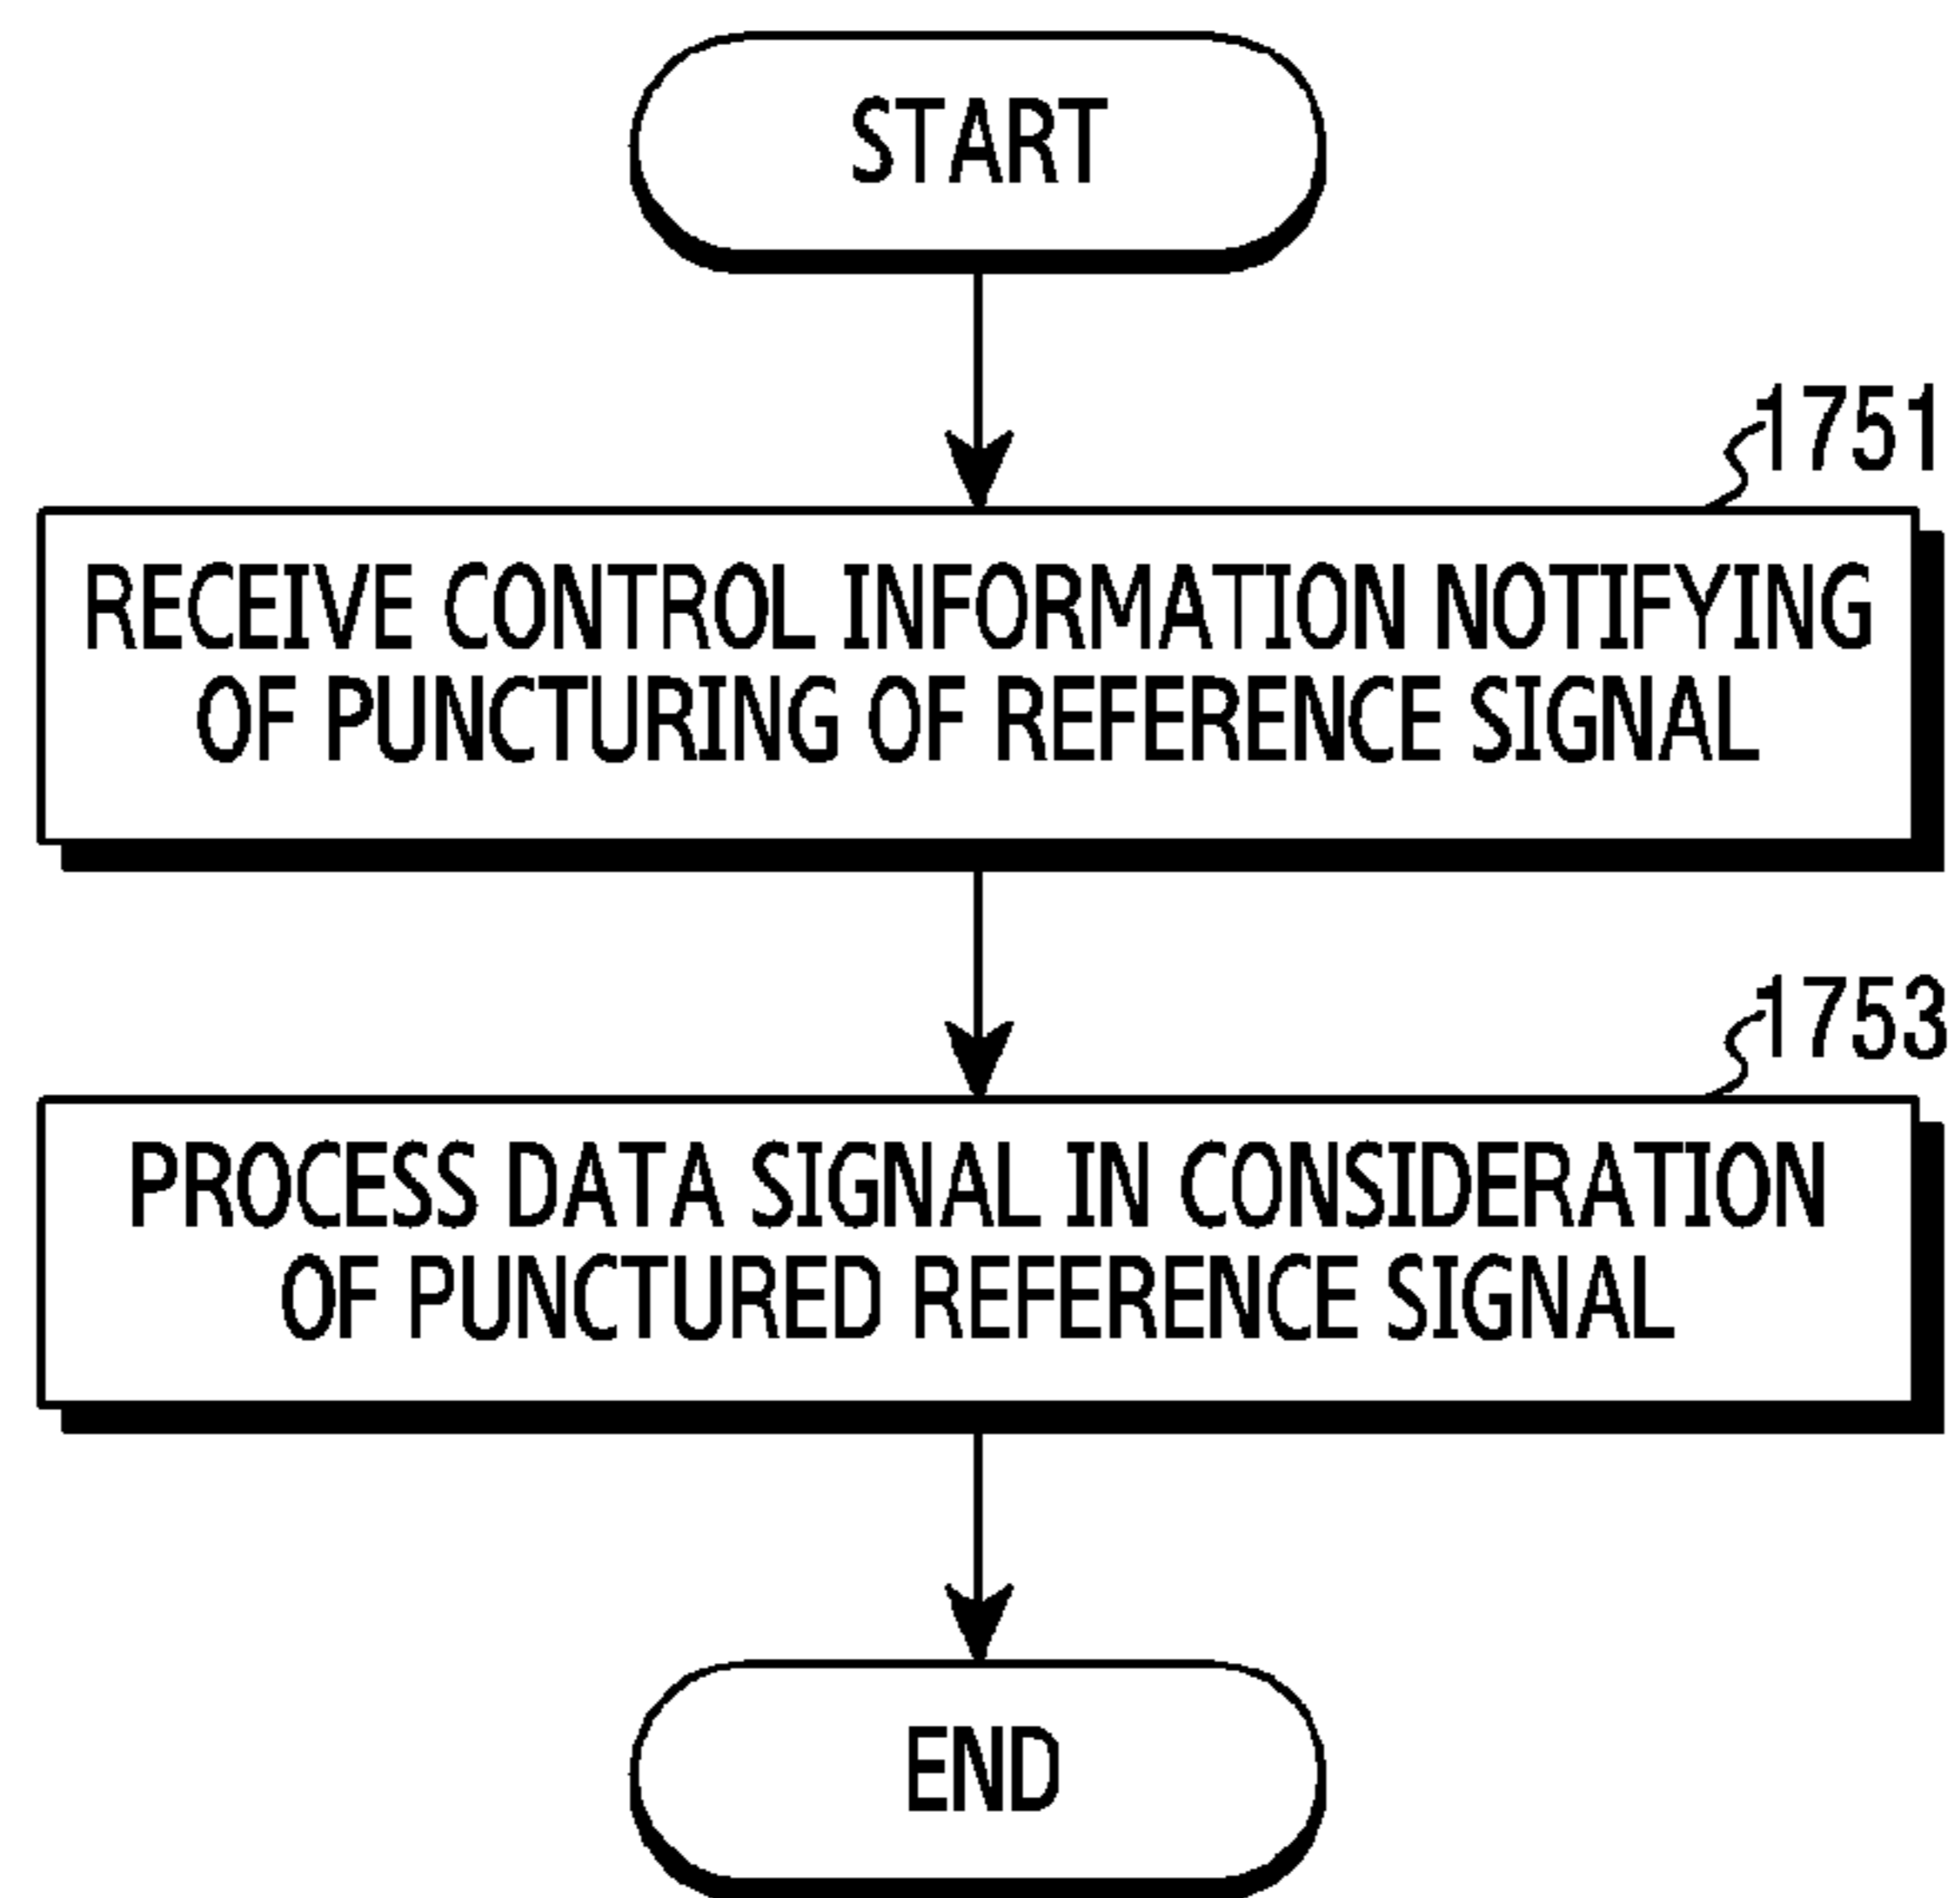 START
1751
RECEIVE CONTROL INFORMATION NOTIFYING
OF PUNCTURING OF REFERENCE SIGNAL
1753
PROCESS DATA SIGNAL IN CONSIDERATION
OF PUNCTURED REFERENCE SIGNAL
END